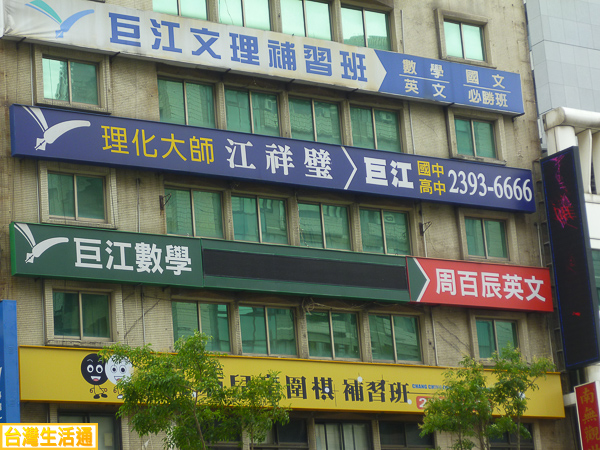 巨江文理補習班
數學 國文
英文 必勝班
理化大師 江祥璧 巨江 國中 高中 2393-6666
巨江數學
周百辰英文
圍棋 補習班
台灣生活通